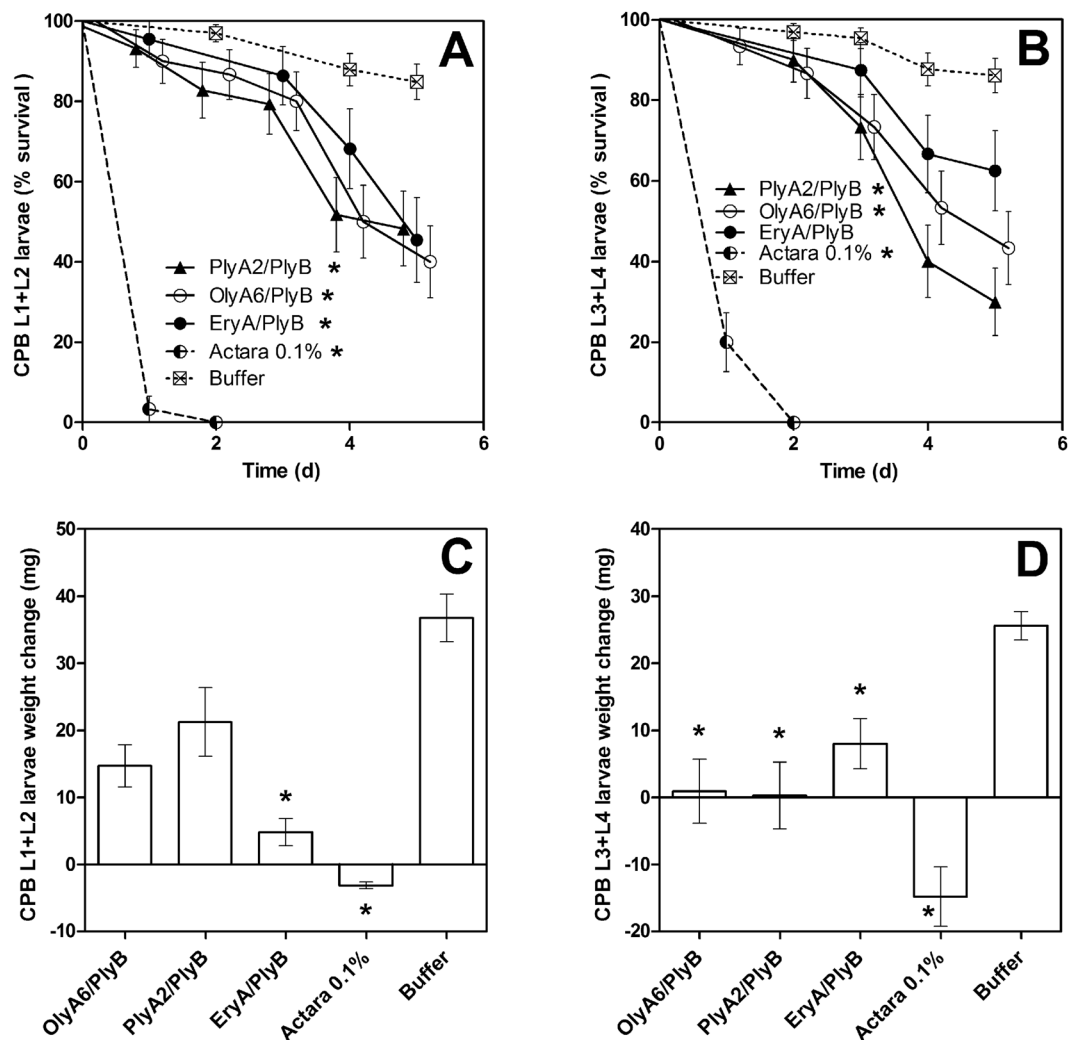 A
CPB L1+L2 larvae (% survival)
100
80
60
40
20
0
PlyA2/PlyB *
OlyA6/PlyB *
EryA/PlyB *
Actara 0.1% *
Buffer
0 2 4 6
Time (d)
B
CPB L3+L4 larvae (% survival)
100
80
60
40
20
0
PlyA2/PlyB *
OlyA6/PlyB *
EryA/PlyB
Actara 0.1% *
Buffer
0 2 4 6
Time (d)
C
CPB L1+L2 larvae weight change (mg)
50
40
30
20
10
0
-10
*
*
OlyA6/PlyB
PlyA2/PlyB
EryA/PlyB
Actara 0.1%
Buffer
D
CPB L3+L4 larvae weight change (mg)
40
30
20
10
0
-10
-20
*
*
*
*
OlyA6/PlyB
PlyA2/PlyB
EryA/PlyB
Actara 0.1%
Buffer